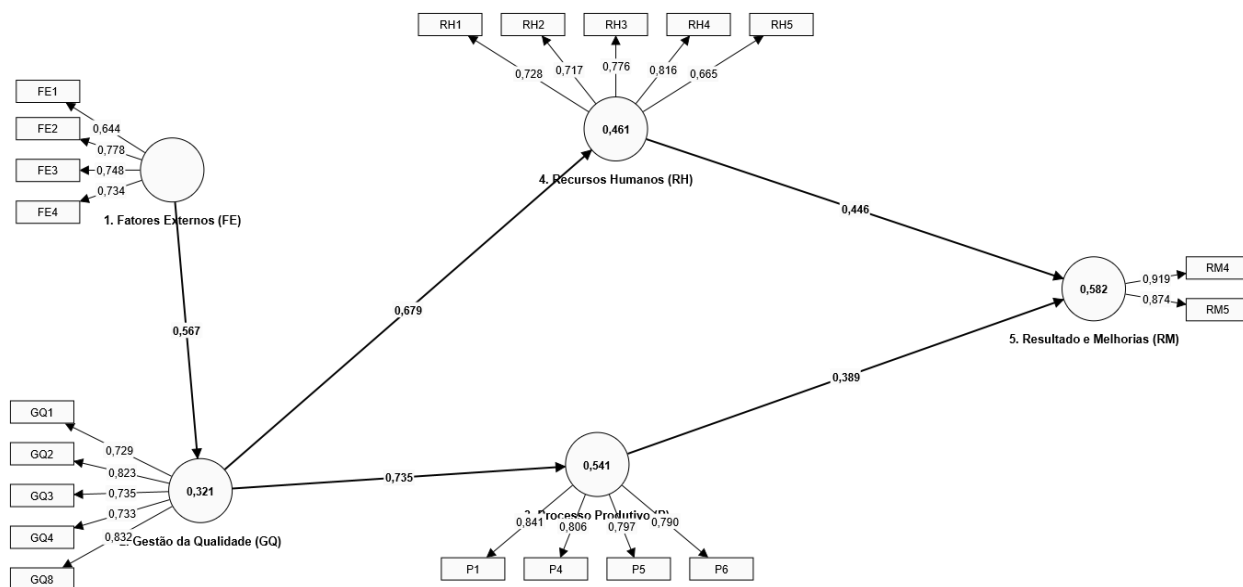 RH1
RH2
RH3
RH4
RH5
0,728
0,717
0,776
0,816
0,665
0,461
4. Recursos Humanos (RH)
FE1
FE2
FE3
FE4
0,644
0,778
0,748
0,734
1. Fatores Externos (FE)
0,567
0,679
0,446
0,582
0,919
0,874
RM4
RM5
5. Resultado e Melhorias (RM)
0,389
GQ1
GQ2
GQ3
GQ4
GQ8
0,729
0,823
0,735
0,733
0,832
0,321
Gestão da Qualidade (GQ)
0,735
0,541
Processo Produtivo
0,841
0,806
0,797
0,790
P1
P4
P5
P6